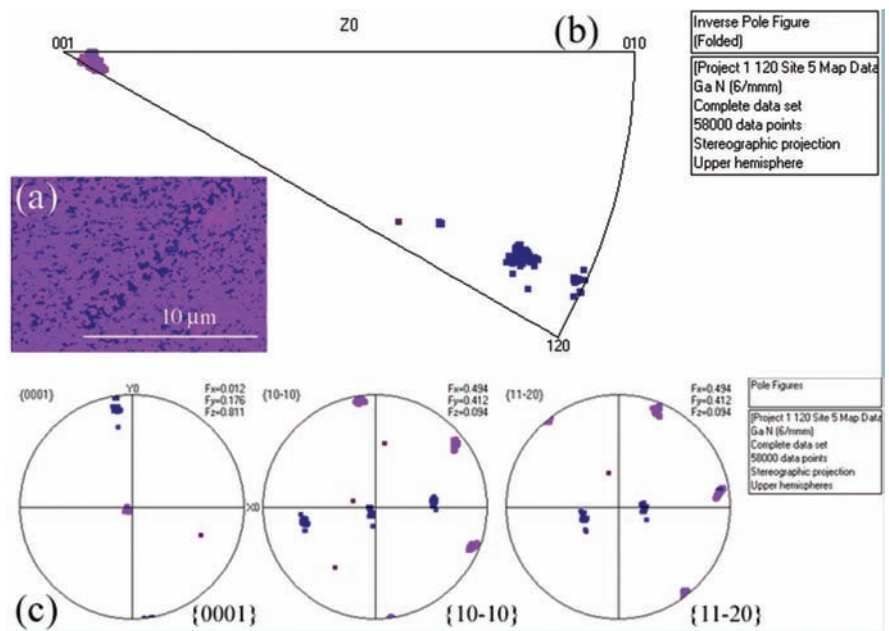 Z0
001
010
(b)
120
Inverse Pole Figure
(Folded)
[Project 1 120 Site 5 Map Data
Ga N (6/mmm)
Complete data set
58000 data points
Stereographic projection
Upper hemisphere
(a)
10 μm
{0001}
Y0
Fx=0.012
Fy=0.176
Fz=0.811
X0
{10-10}
Fx=0.494
Fy=0.412
Fz=0.094
{11-20}
Fx=0.494
Fy=0.412
Fz=0.094
Pole Figures
[Project 1 120 Site 5 Map Data
Ga N (6/mmm)
Complete data set
58000 data points
Stereographic projection
Upper hemispheres
(c)
{0001}
{10-10}
{11-20}